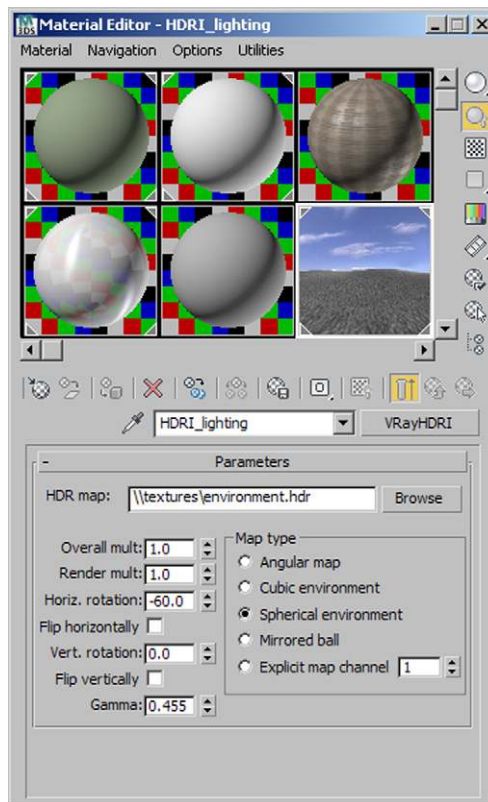 3DS Material Editor - HDRI_lighting
Material Navigation Options Utilities
HDRI_lighting VRayHDRI
- Parameters
HDR map: \\textures\environment.hdr Browse
Overall mult: 1.0
Render mult: 1.0
Horiz. rotation: -60.0
Flip horizontally
Vert. rotation: 0.0
Flip vertically
Gamma: 0.455
Map type
Angular map
Cubic environment
Spherical environment
Mirrored ball
Explicit map channel 1